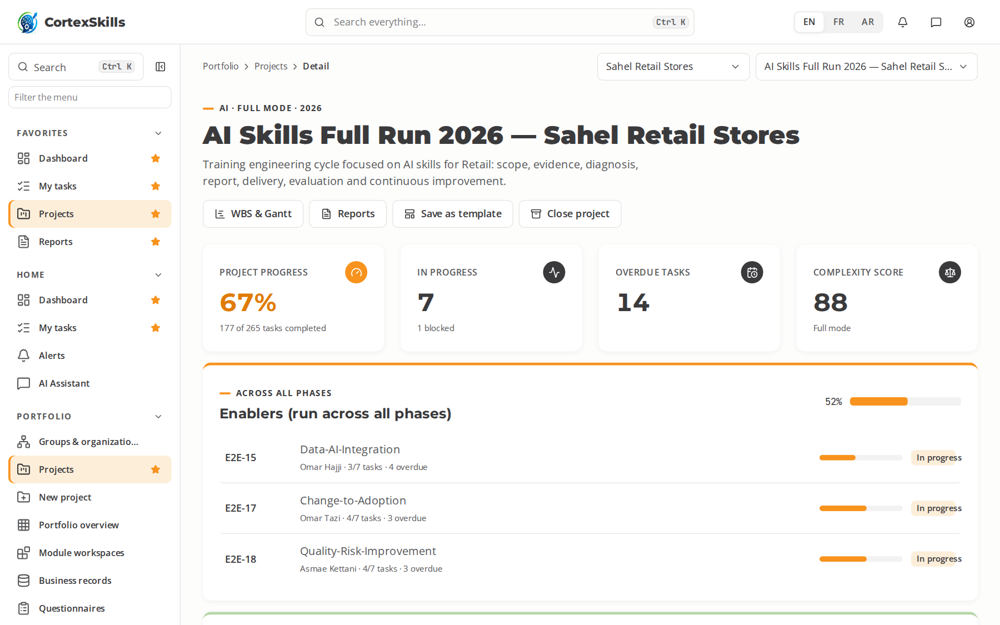 CortexSkills
Search everything...
Ctrl K
EN
FR
AR
Search
Ctrl K
Filter the menu
FAVORITES
Dashboard
My tasks
Projects
Reports
HOME
Dashboard
My tasks
Alerts
AI Assistant
PORTFOLIO
Groups & organizatio...
Projects
New project
Portfolio overview
Module workspaces
Business records
Questionnaires
Portfolio > Projects > Detail
Sahel Retail Stores
AI Skills Full Run 2026 — Sahel Retail S...
AI · FULL MODE · 2026
AI Skills Full Run 2026 — Sahel Retail Stores
Training engineering cycle focused on AI skills for Retail: scope, evidence, diagnosis,
report, delivery, evaluation and continuous improvement.
WBS & Gantt
Reports
Save as template
Close project
PROJECT PROGRESS
67%
177 of 265 tasks completed
IN PROGRESS
7
1 blocked
OVERDUE TASKS
14
COMPLEXITY SCORE
88
Full mode
ACROSS ALL PHASES
Enablers (run across all phases)
52%
E2E-15
Data-AI-Integration
Omar Hajji · 3/7 tasks · 4 overdue
In progress
E2E-17
Change-to-Adoption
Omar Tazi · 4/7 tasks · 3 overdue
In progress
E2E-18
Quality-Risk-Improvement
Asmae Kettani · 4/7 tasks · 3 overdue
In progress